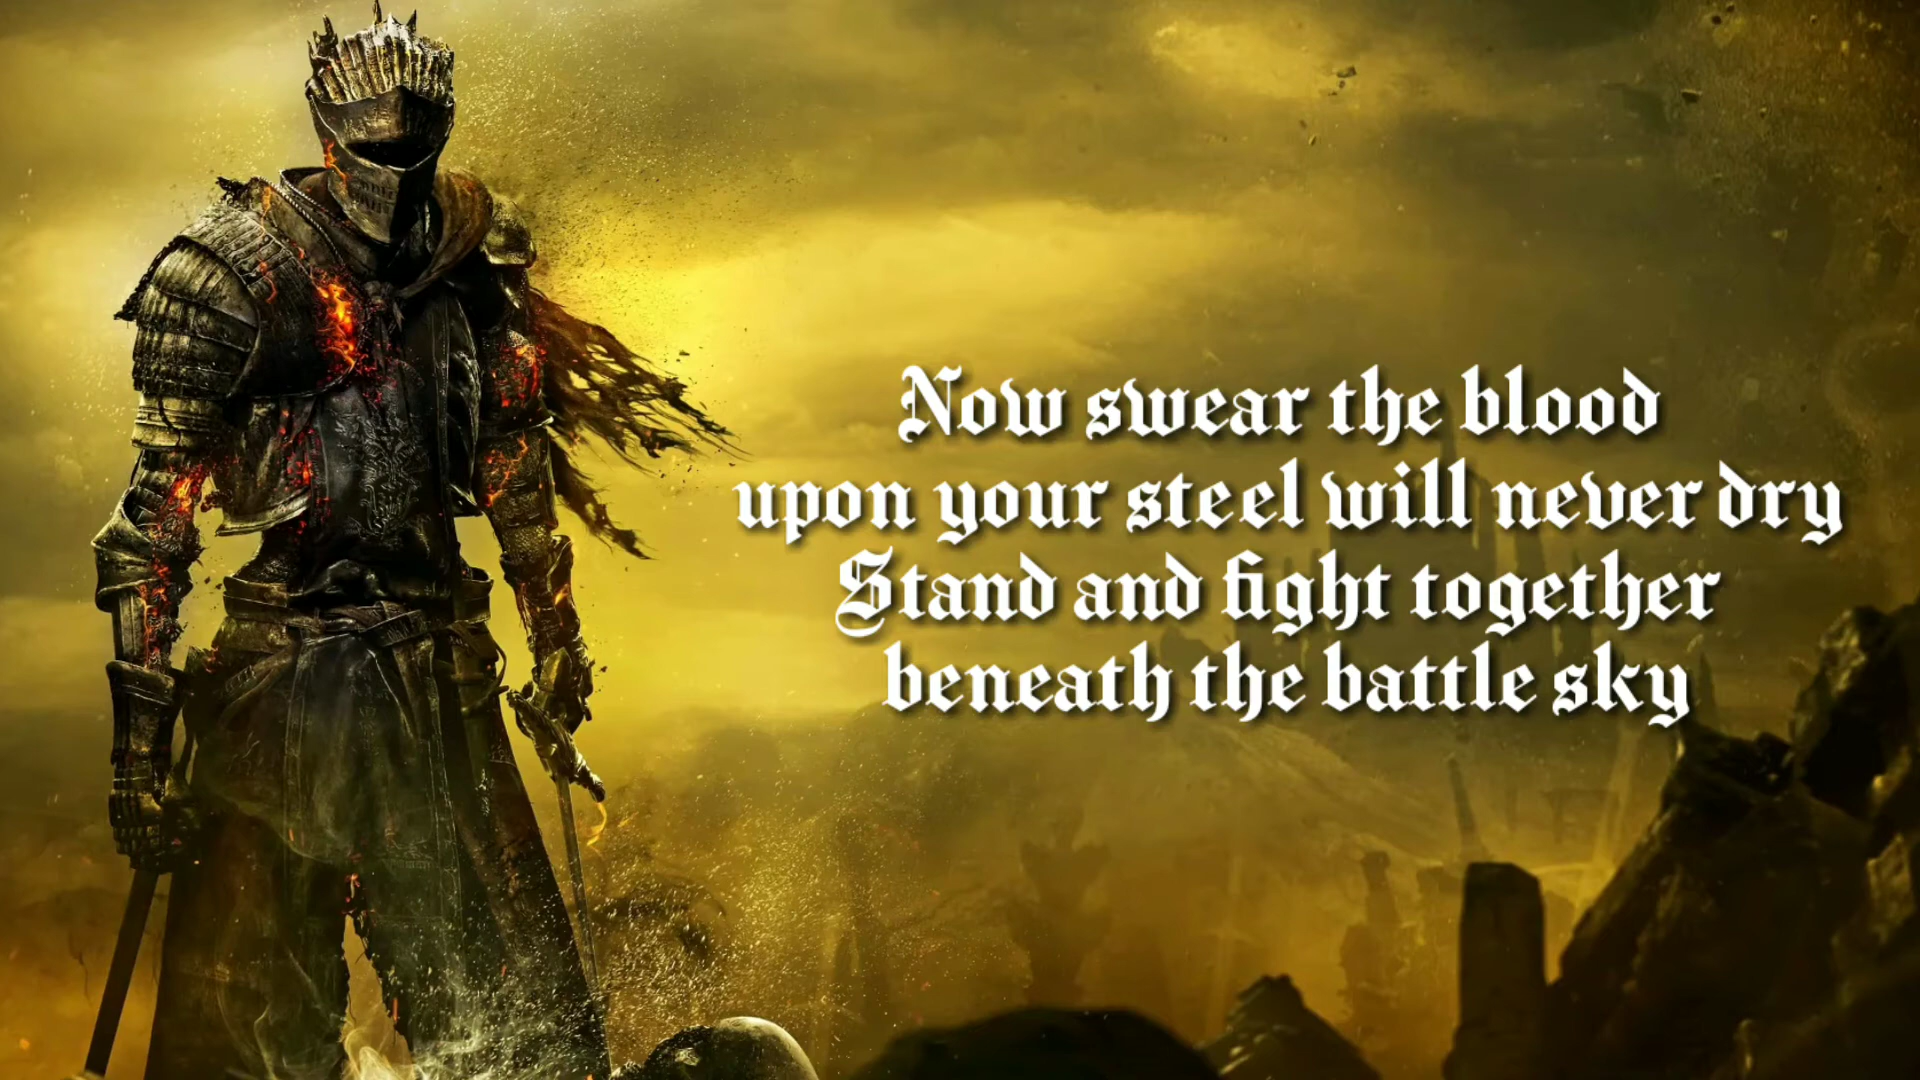 Now swear the blood
upon your steel will never dry
Stand and fight together
beneath the battle sky